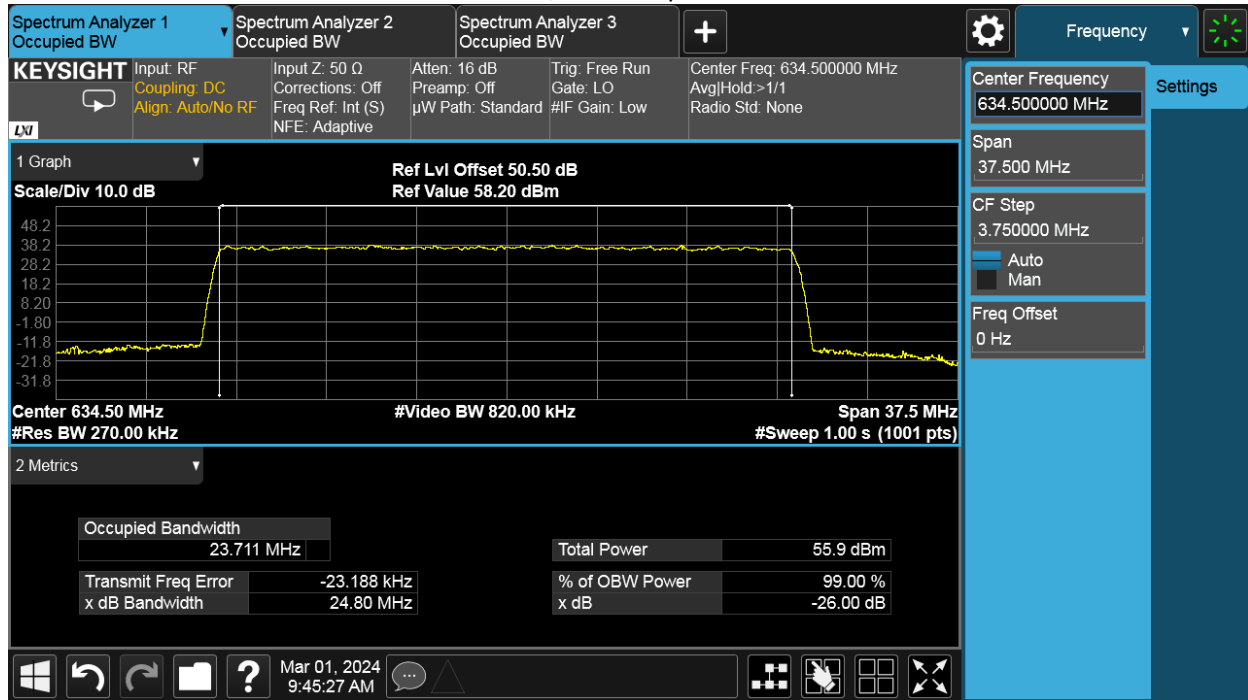 Spectrum Analyzer 1
Occupied BW
Spectrum Analyzer 2
Occupied BW
Spectrum Analyzer 3
Occupied BW
+
Frequency
KEYSIGHT
LXI
Input: RF
Coupling: DC
Align: Auto/No RF
Input Z: 50 Ω
Corrections: Off
Freq Ref: Int (S)
NFE: Adaptive
Atten: 16 dB
Preamp: Off
µW Path: Standard
Trig: Free Run
Gate: LO
#IF Gain: Low
Center Freq: 634.500000 MHz
Avg|Hold:>1/1
Radio Std: None
Center Frequency
634.500000 MHz
Settings
Span
37.500 MHz
CF Step
3.750000 MHz
Auto
Man
Freq Offset
0 Hz
1 Graph
Scale/Div 10.0 dB
Ref Lvl Offset 50.50 dB
Ref Value 58.20 dBm
48.2
38.2
28.2
18.2
8.20
-1.80
-11.8
-21.8
-31.8
Center 634.50 MHz
#Video BW 820.00 kHz
Span 37.5 MHz
#Res BW 270.00 kHz
#Sweep 1.00 s (1001 pts)
2 Metrics
Occupied Bandwidth
23.711 MHz
Total Power 55.9 dBm
Transmit Freq Error -23.188 kHz
% of OBW Power 99.00 %
x dB Bandwidth 24.80 MHz
x dB -26.00 dB
?
Mar 01, 2024
9:45:27 AM